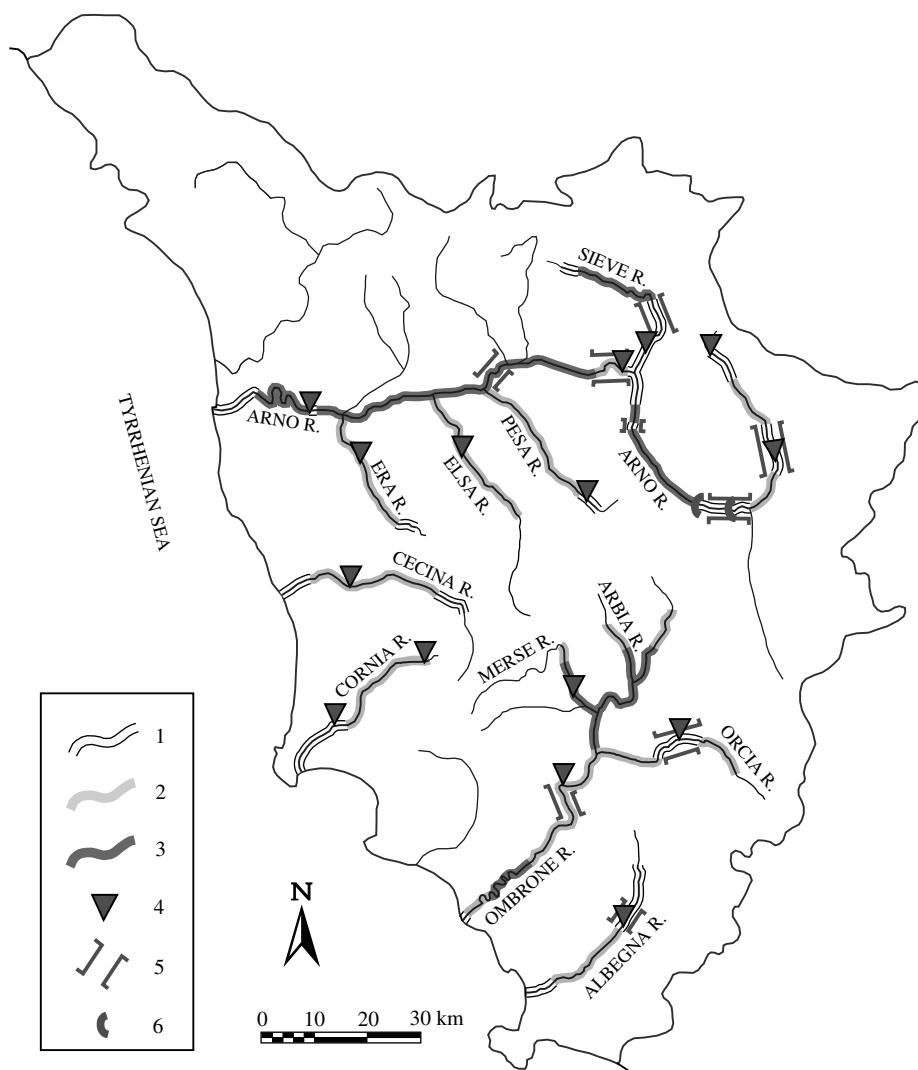 SIEVE R.
TYRRHENIAN SEA
ARNO R.
ERA R.
ELSA R.
PESA R.
ARNO R.
CECINA R.
CORNIA R.
MERSE R.
ARBIA R.
ORCIA R.
OMBRONE R.
ALBEGNA R.
1
2
3
4
5
6
N
0 10 20 30 km